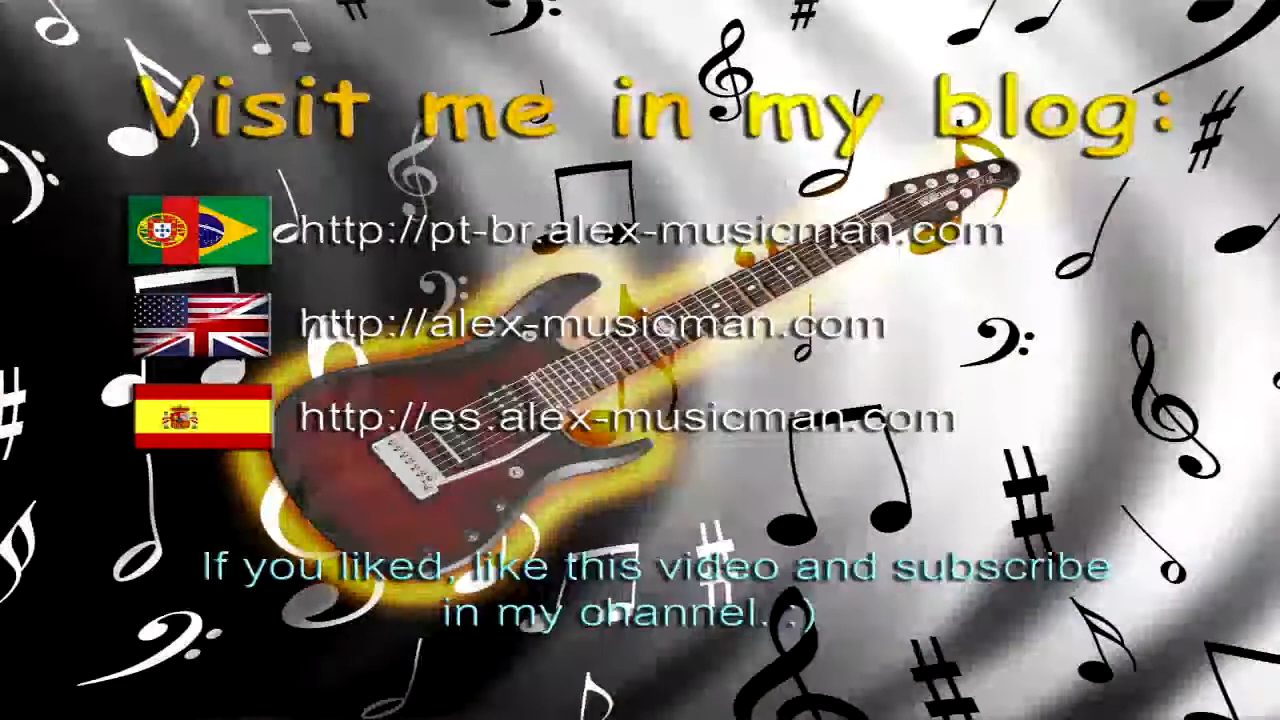 Visit me in my blog:
http://pt-br.alex-musicman.com
http://alex-musicman.com
http://es.alex-musicman.com
If you liked, like this video and subscribe
in my channel. :)